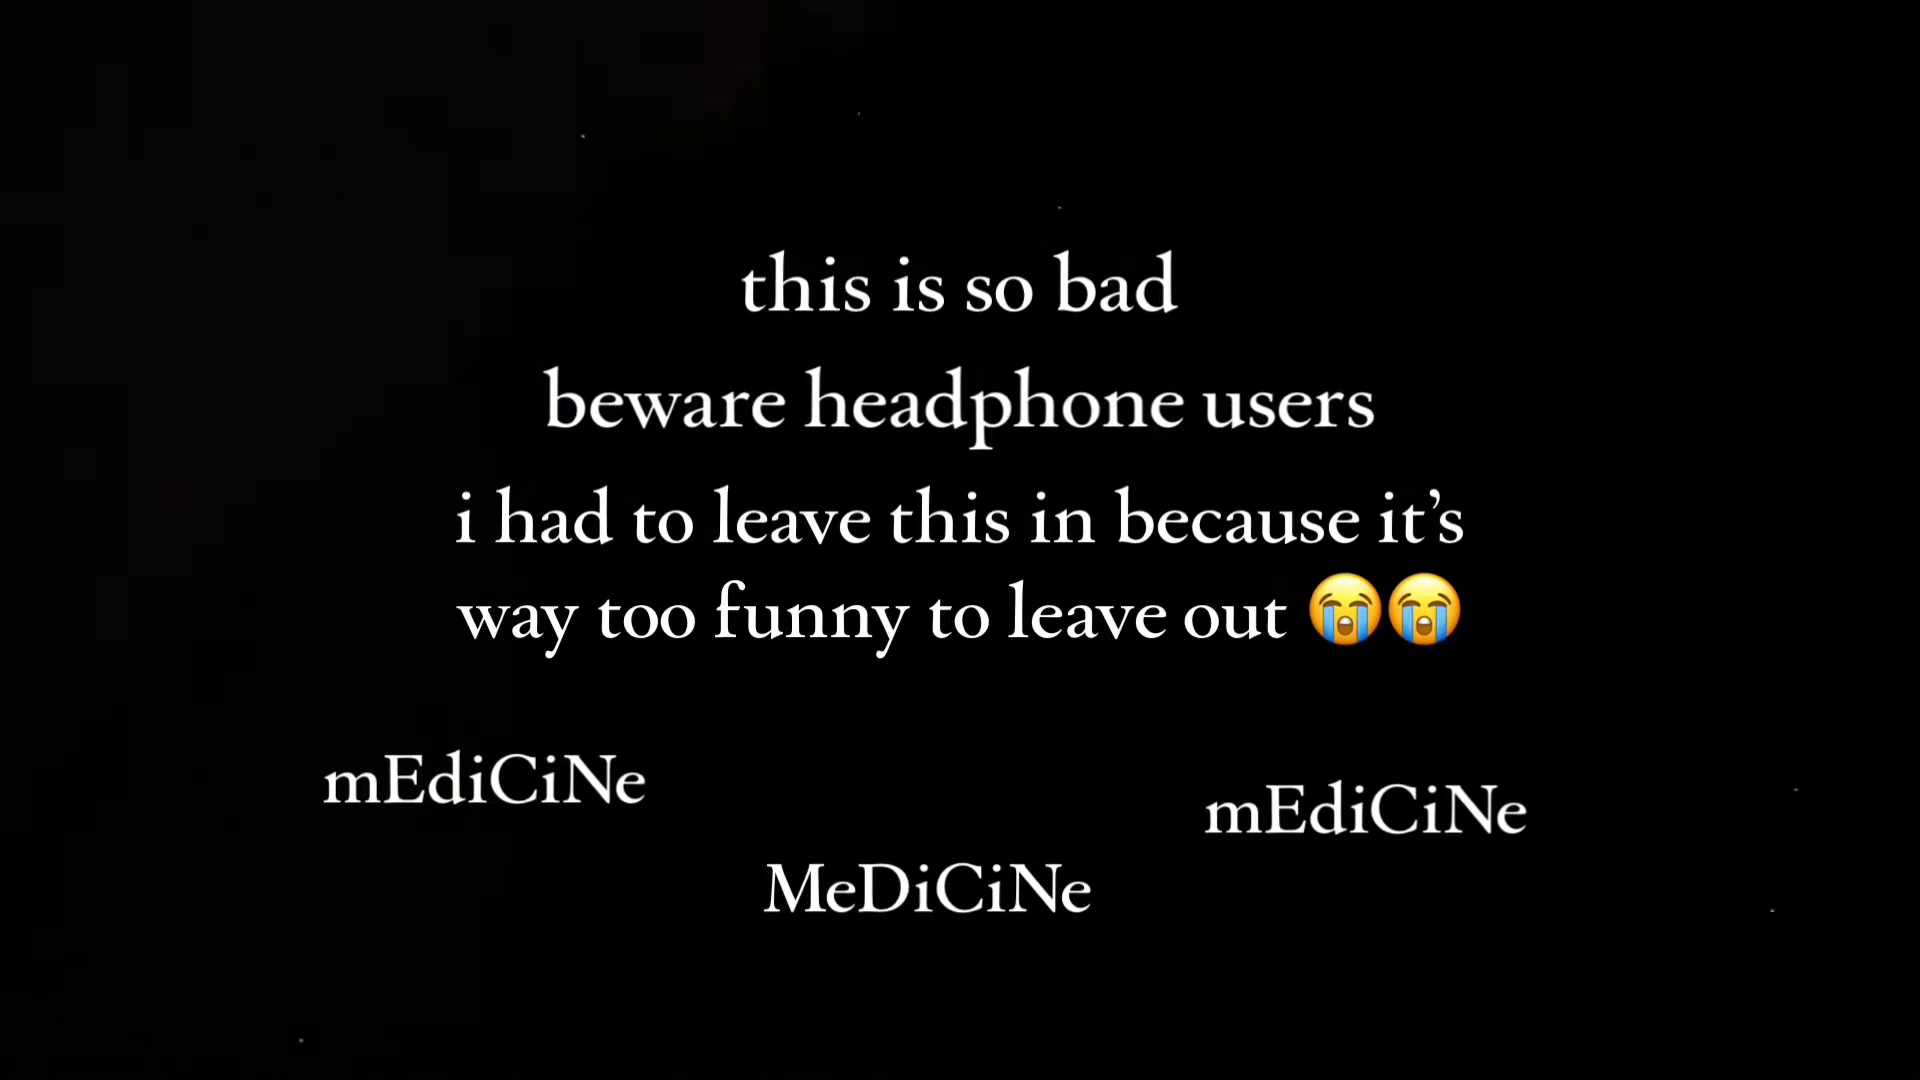 this is so bad
beware headphone users
i had to leave this in because it’s
way too funny to leave out 😭😭
mEdiCiNe
mEdiCiNe
MeDiCiNe